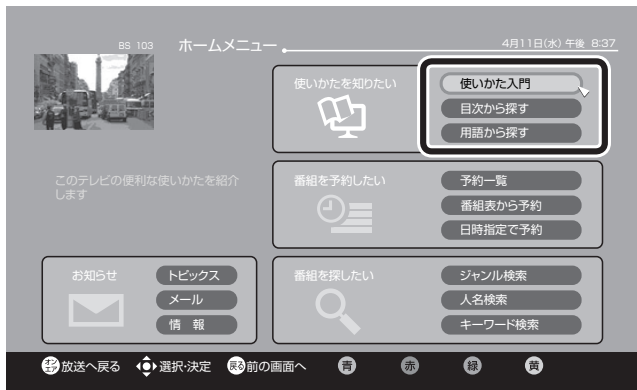 BS 103 ホームメニュー 4月11日(水)午後 8:37
使いかたを知りたい
使いかた入門
目次から探す
用語から探す
このテレビの便利な使いかたを紹介
します
番組を予約したい
予約一覧
番組表から予約
日時指定で予約
お知らせ
トピックス
メール
情 報
番組を探したい
ジャンル検索
人名検索
キーワード検索
オンエア 放送へ戻る 選択・決定 戻る 前の画面へ 青 赤 緑 黄